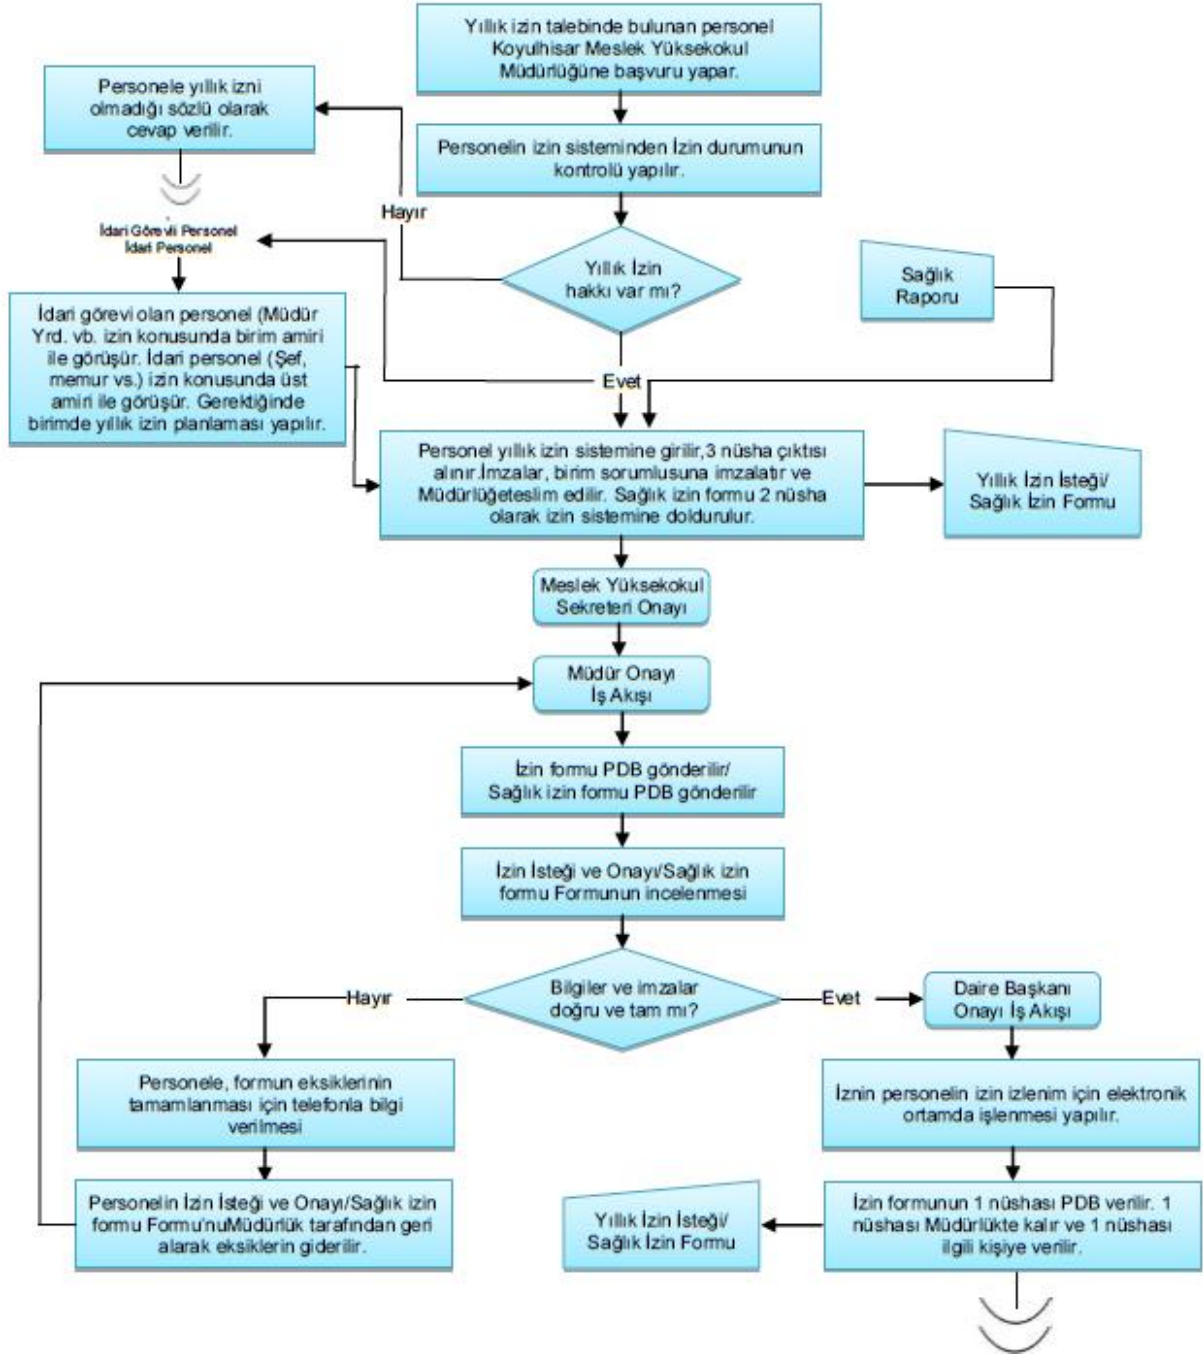 Yıllık izin talebinde bulunan personel
Koyulhisar Meslek Yüksekokul
Müdürlüğüne başvuru yapar.
Personele yıllık izni
olmadığı sözlü olarak
cevap verilir.
Personelin izin sisteminden İzin durumunun
kontrolü yapılır.
Hayır
İdari Görevli Personel
İdari Personel
Yıllık İzin
hakkı var mı?
Sağlık
Raporu
İdari görevi olan personel (Müdür
Yrd. vb. izin konusunda birim amiri
ile görüşür. İdari personel (Şef,
memur vs.) izin konusunda üst
amiri ile görüşür. Gerektiğinde
birimde yıllık izin planlaması yapılır.
Evet
Personel yıllık izin sistemine girilir,3 nüsha çıktısı
alınır.İmzalar, birim sorumlusuna imzalatır ve
Müdürlüğeteslim edilir. Sağlık izin formu 2 nüsha
olarak izin sistemine doldurulur.
Yıllık İzin İsteği/
Sağlık İzin Formu
Meslek Yüksekokul
Sekreteri Onayı
Müdür Onayı
İş Akışı
İzin formu PDB gönderilir/
Sağlık izin formu PDB gönderilir
İzin İsteği ve Onayı/Sağlık izin
formu Formunun incelenmesi
Bilgiler ve imzalar
doğru ve tam mı?
Hayır
Evet
Daire Başkanı
Onayı İş Akışı
Personele, formun eksiklerinin
tamamlanması için telefonla bilgi
verilmesi
İznin personelin izin izlenim için elektronik
ortamda işlenmesi yapılır.
Personelin İzin İsteği ve Onayı/Sağlık izin
formu Formu'nuMüdürlük tarafından geri
alarak eksiklerin giderilir.
Yıllık İzin İsteği/
Sağlık İzin Formu
İzin formunun 1 nüshası PDB verilir. 1
nüshası Müdürlükte kalır ve 1 nüshası
ilgili kişiye verilir.